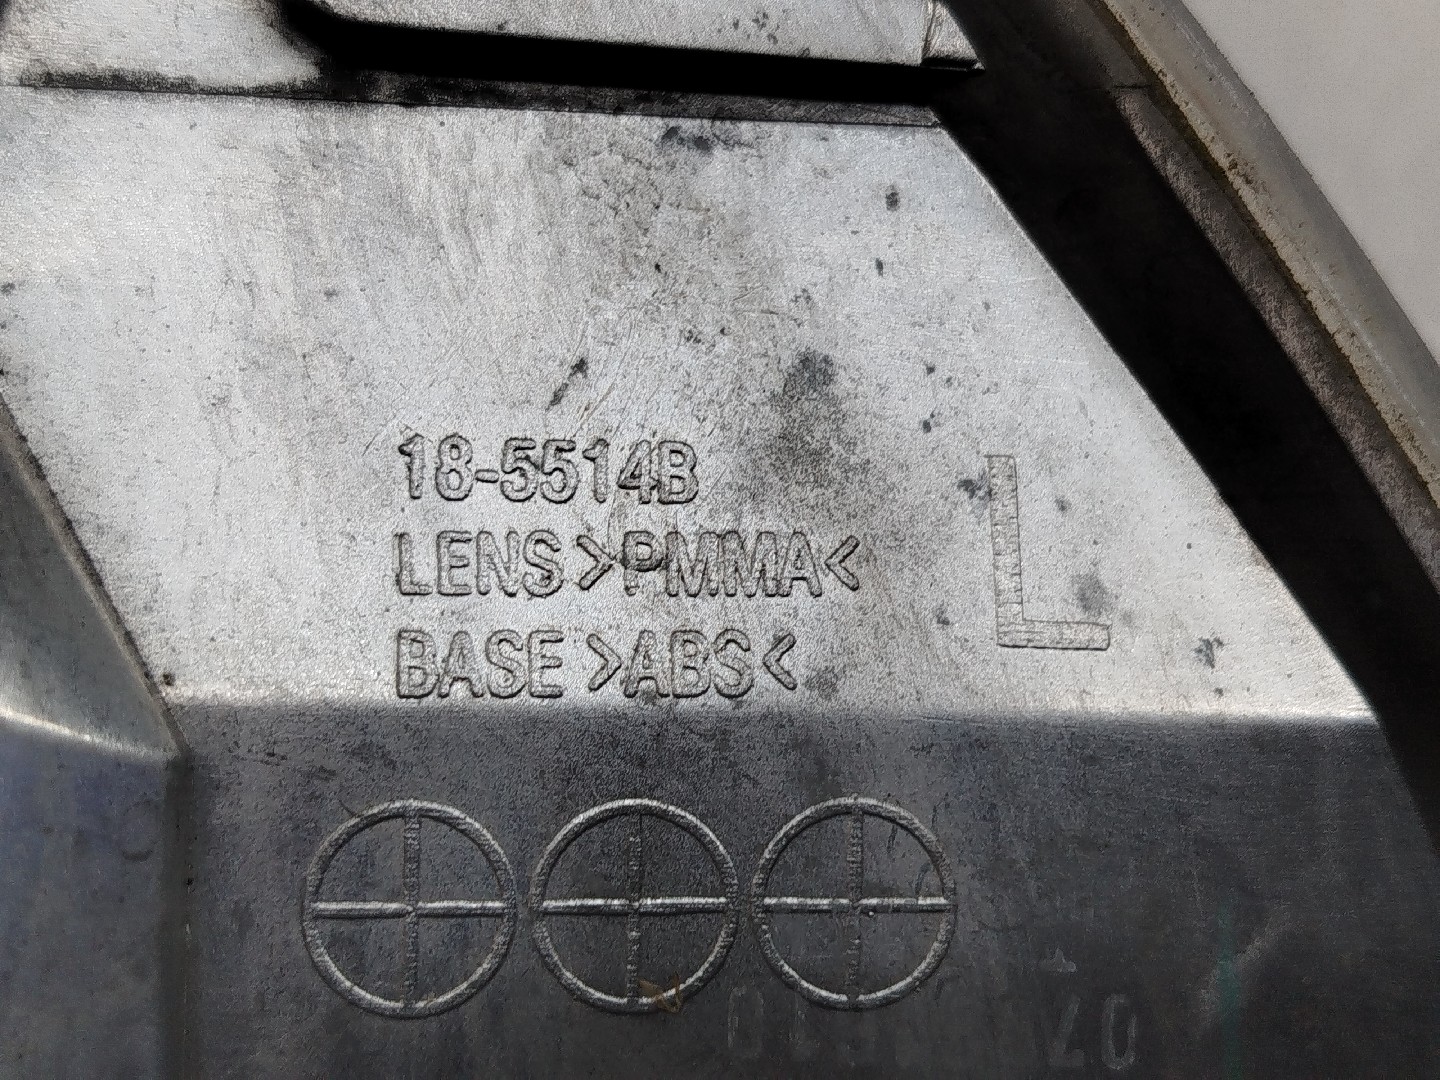 18-5514B
LENS>PMMA<
L
BASE>ABS<